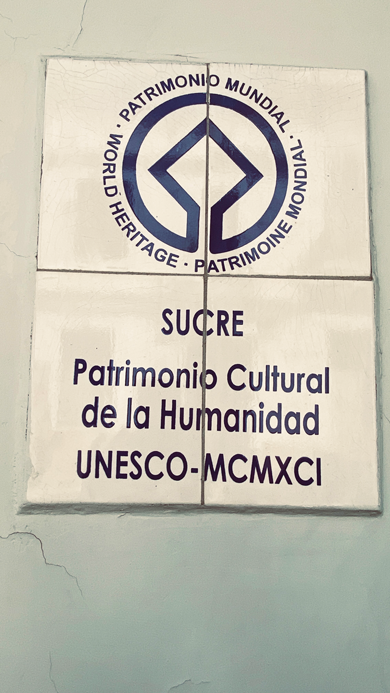 · PATRIMONIO MUNDIAL ·
WORLD HERITAGE · PATRIMOINE MONDIAL
SUCRE
Patrimonio Cultural
de la Humanidad
UNESCO-MCMXCI